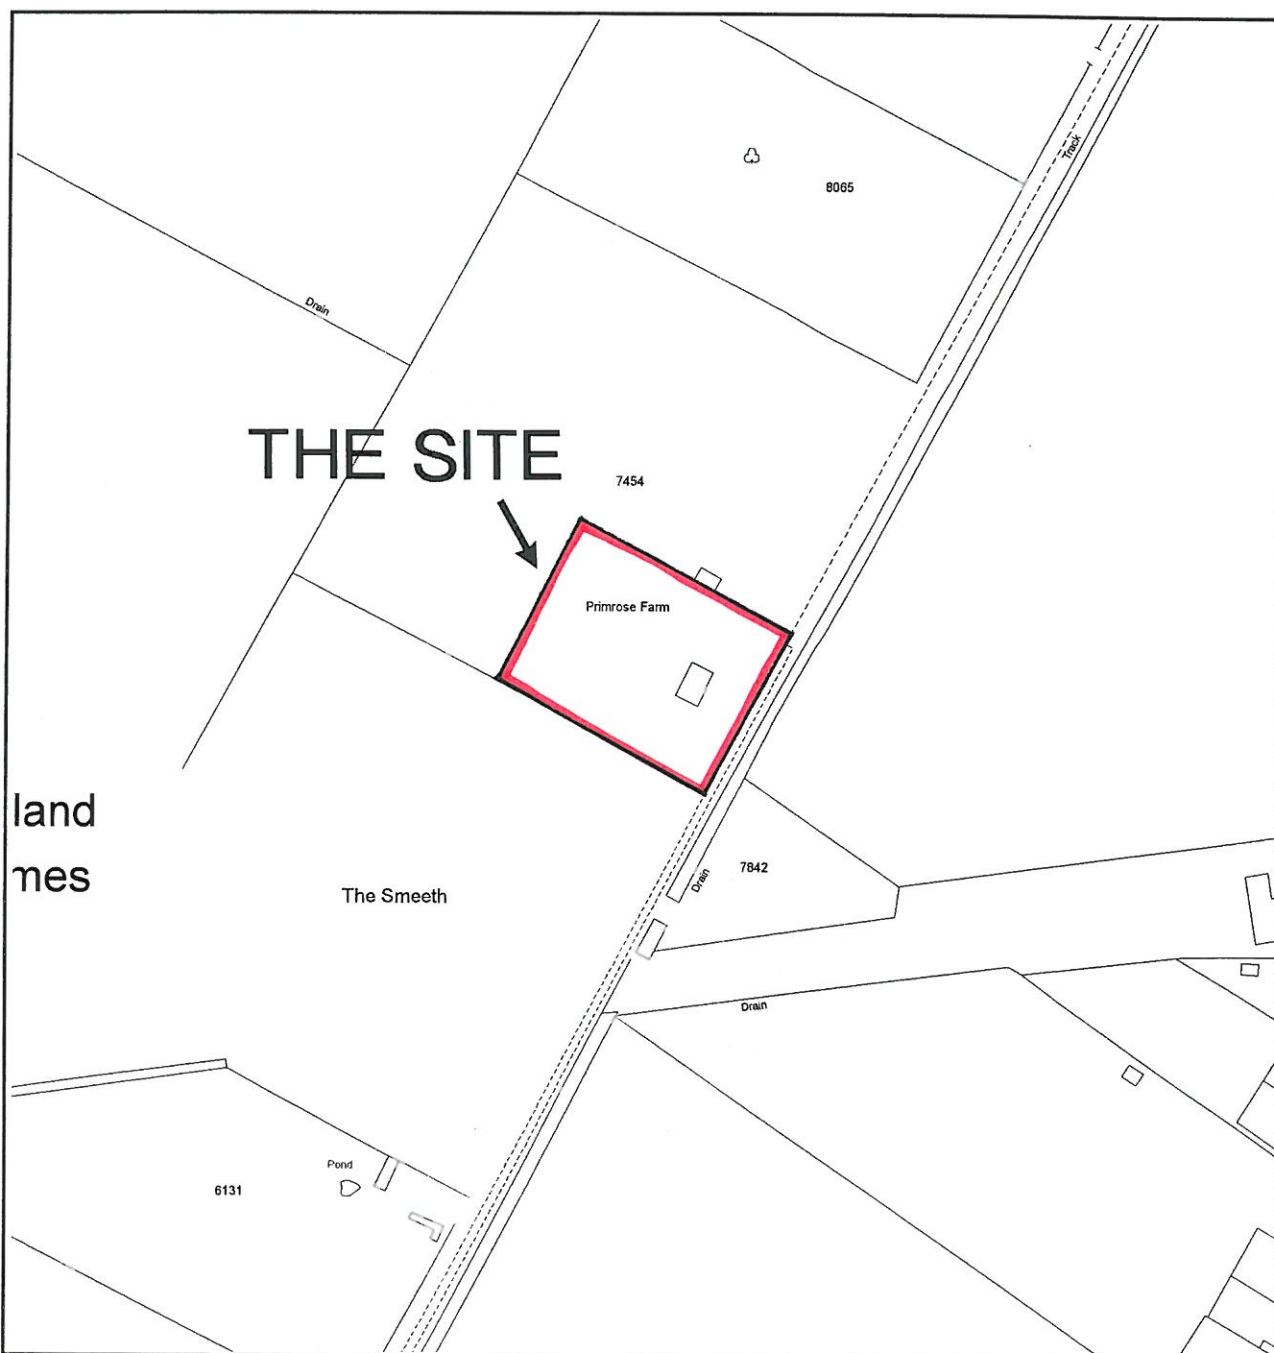 Track
8065
Drain
THE SITE
7454
Primrose Farm
land
mes
7842
Drain
The Smeeth
Drain
Pond
6131